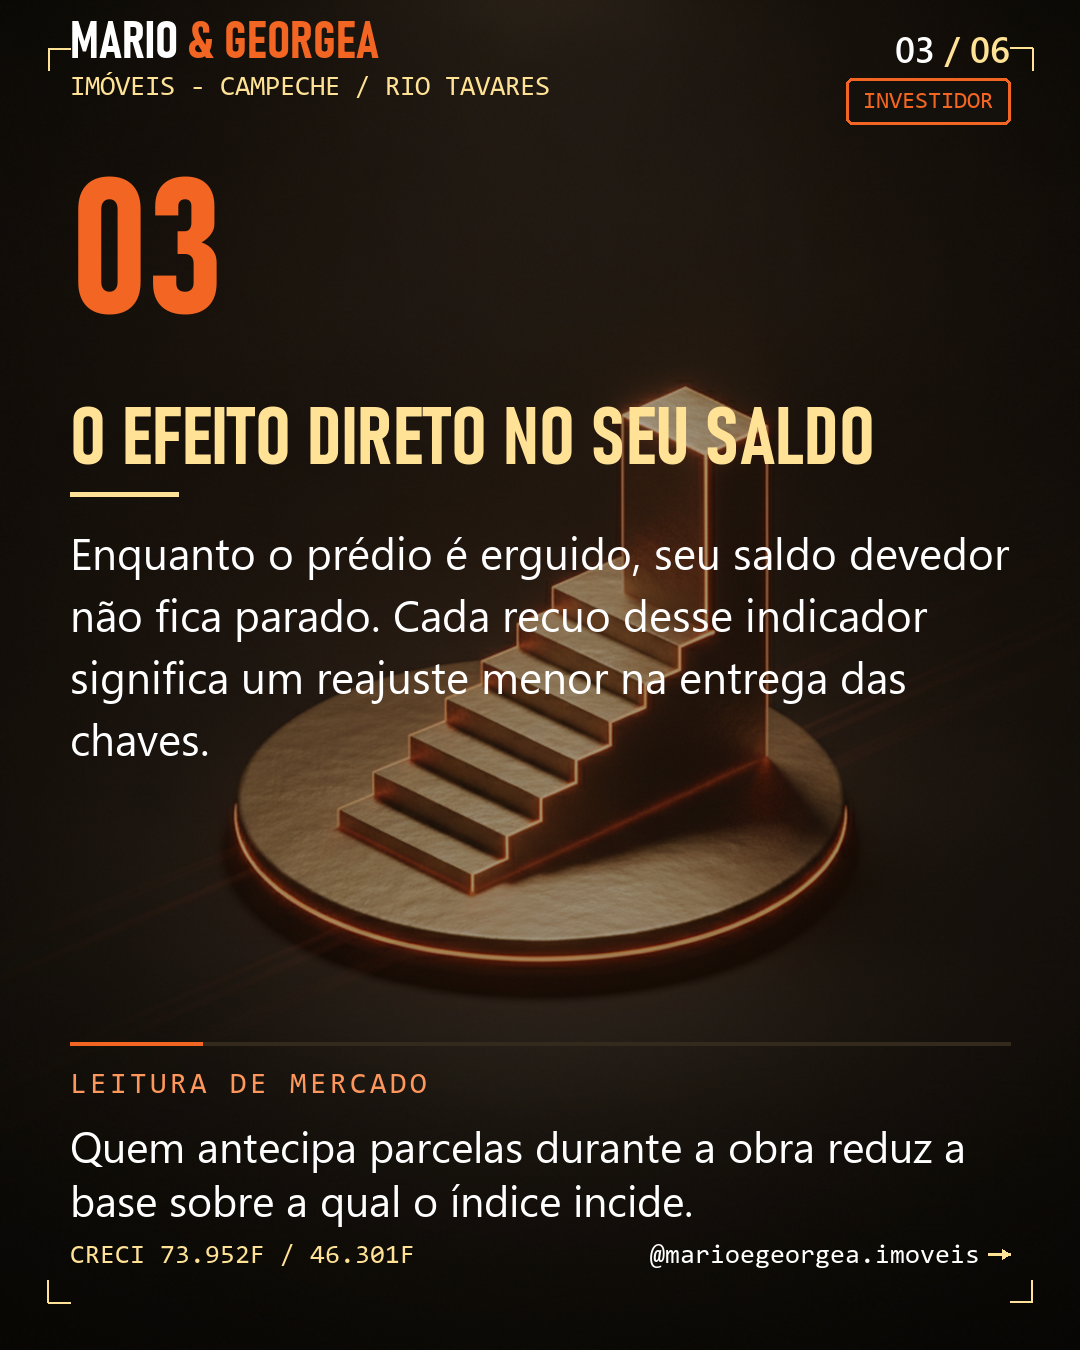 MARIO & GEORGEA
IMÓVEIS - CAMPECHE / RIO TAVARES
03 / 06
INVESTIDOR
03
O EFEITO DIRETO NO SEU SALDO
Enquanto o prédio é erguido, seu saldo devedor
não fica parado. Cada recuo desse indicador
significa um reajuste menor na entrega das
chaves.
LEITURA DE MERCADO
Quem antecipa parcelas durante a obra reduz a
base sobre a qual o índice incide.
CRECI 73.952F / 46.301F
@marioegeorgea.imoveis →